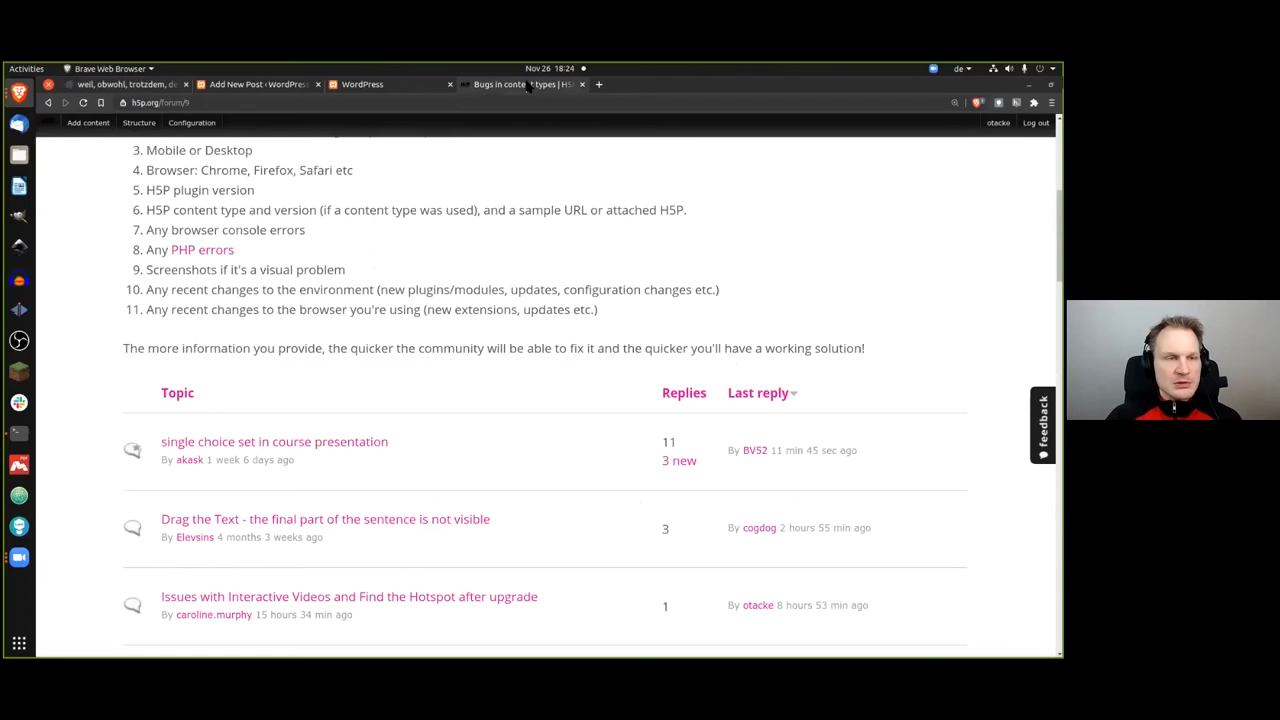 Activities
Brave Web Browser
Nov 26 18:24
de
weil, obwohl, trotzdem, de
Add New Post ‹ WordPress
WordPress
Bugs in content types | H5P
h5p.org/forum/9
Add content
Structure
Configuration
otacke
Log out
3. Mobile or Desktop
4. Browser: Chrome, Firefox, Safari etc
5. H5P plugin version
6. H5P content type and version (if a content type was used), and a sample URL or attached H5P.
7. Any browser console errors
8. Any PHP errors
9. Screenshots if it's a visual problem
10. Any recent changes to the environment (new plugins/modules, updates, configuration changes etc.)
11. Any recent changes to the browser you're using (new extensions, updates etc.)
The more information you provide, the quicker the community will be able to fix it and the quicker you'll have a working solution!
Topic
Replies
Last reply
single choice set in course presentation
By akask 1 week 6 days ago
11
3 new
By BV52 11 min 45 sec ago
Drag the Text - the final part of the sentence is not visible
By Elevsins 4 months 3 weeks ago
3
By cogdog 2 hours 55 min ago
Issues with Interactive Videos and Find the Hotspot after upgrade
By caroline.murphy 15 hours 34 min ago
1
By otacke 8 hours 53 min ago
feedback